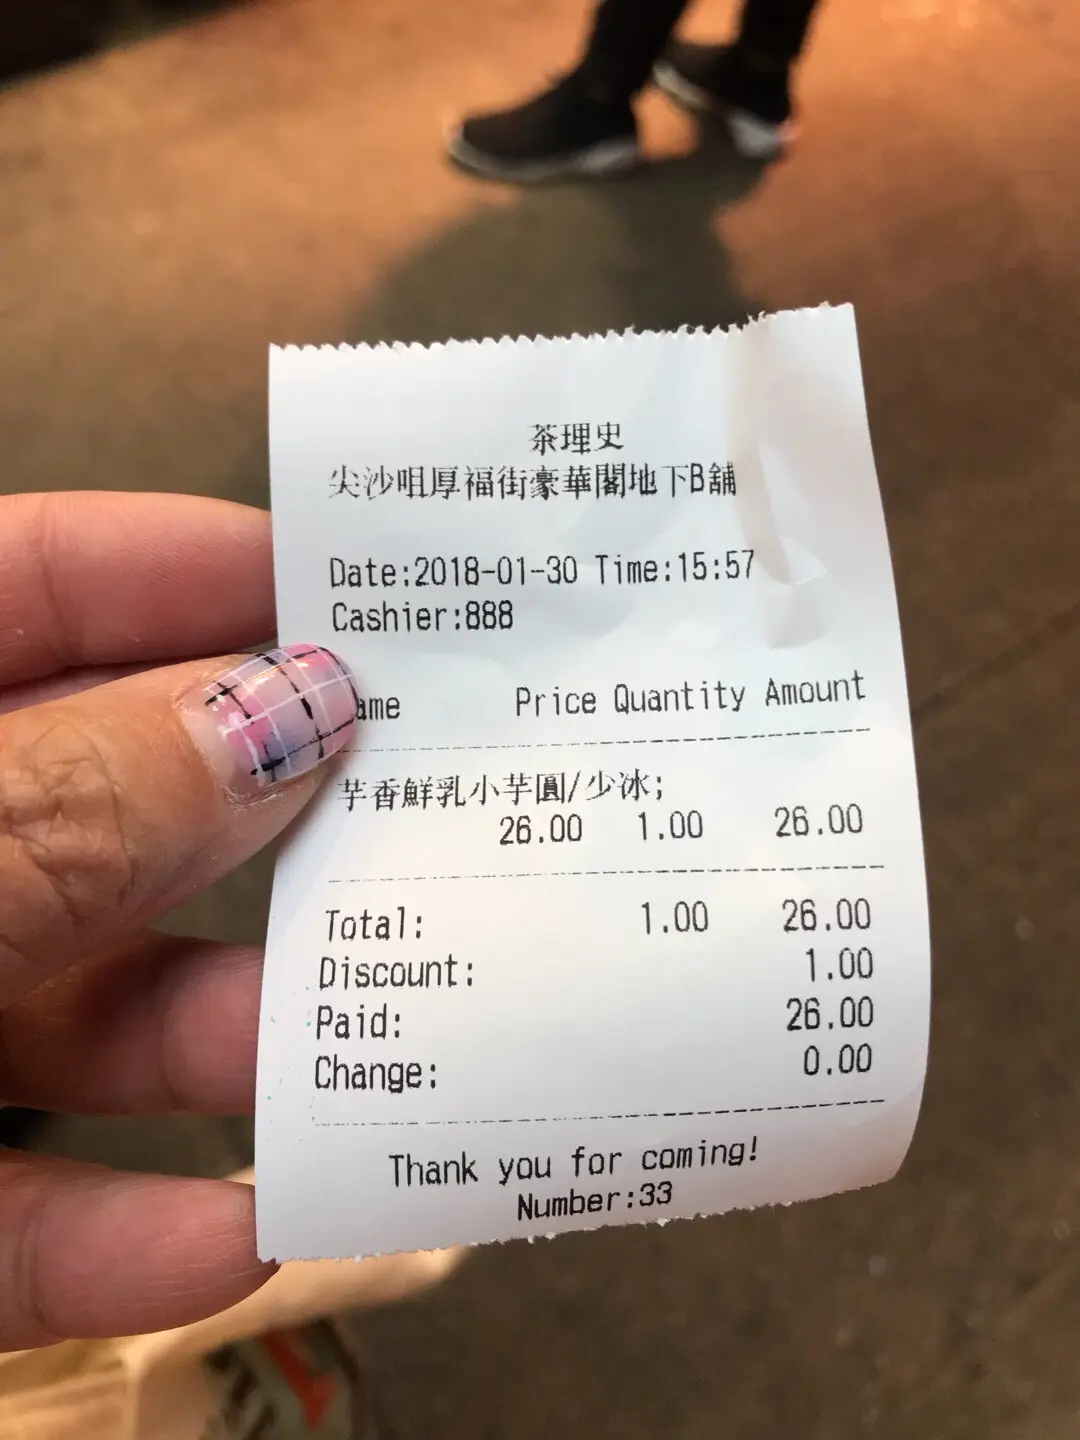 茶理史
尖沙咀厚福街豪華閣地下B舖
Date:2018-01-30 Time:15:57
Cashier:888
ame Price Quantity Amount
芋香鮮乳小芋圓/少冰;
26.00 1.00 26.00
Total: 1.00 26.00
Discount: 1.00
Paid: 26.00
Change: 0.00
Thank you for coming!
Number:33